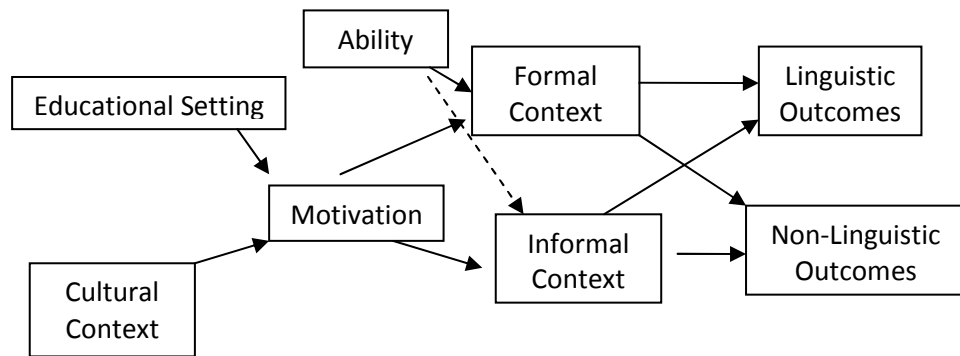 Ability
Educational Setting
Formal
Context
Linguistic
Outcomes
Motivation
Cultural
Context
Informal
Context
Non-Linguistic
Outcomes